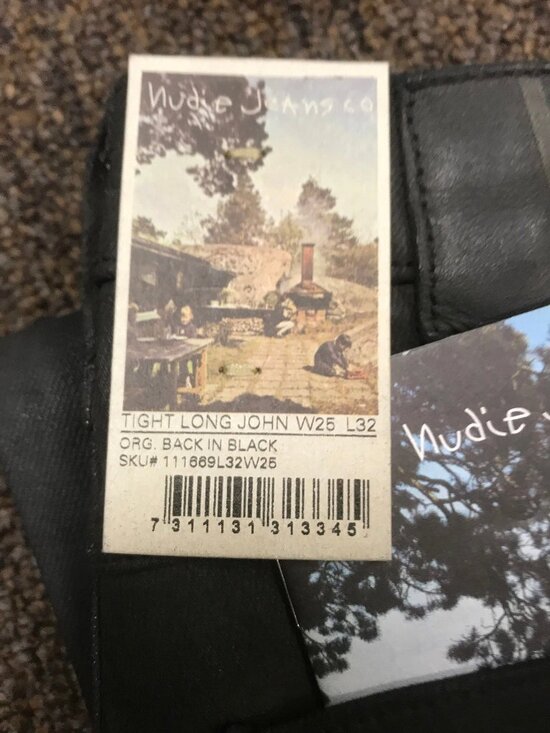 Nudie Jeans co
TIGHT LONG JOHN W25 L32
ORG. BACK IN BLACK
SKU# 111669L32W25
7 311131 313345
Nudie